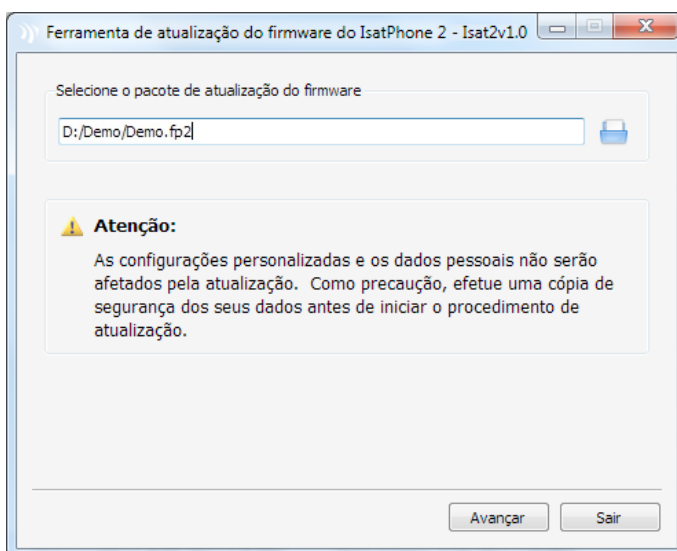 Ferramenta de atualização do firmware do IsatPhone 2 - Isat2v1.0
Selecione o pacote de atualização do firmware
D:/Demo/Demo.fp2
Atenção:
As configurações personalizadas e os dados pessoais não serão
afetados pela atualização.  Como precaução, efetue uma cópia de
segurança dos seus dados antes de iniciar o procedimento de
atualização.
Avançar
Sair